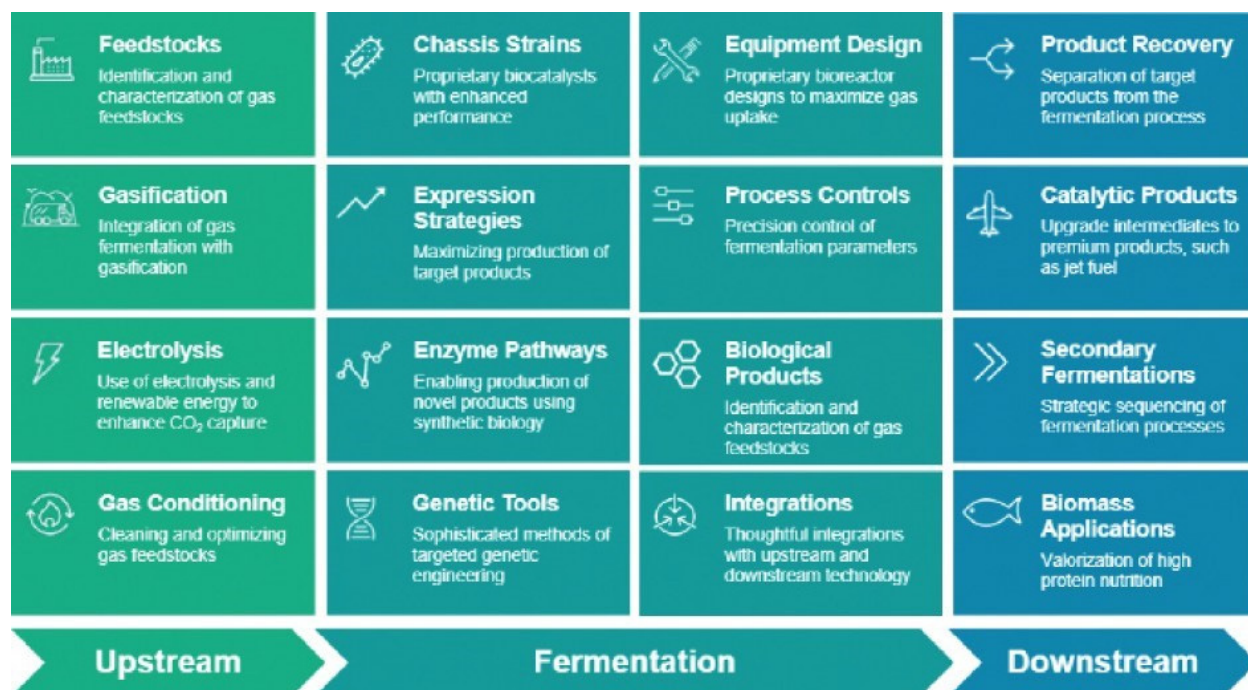 Feedstocks
Identification and
characterization of gas
feedstocks
Chassis Strains
Proprietary biocatalysts
with enhanced
performance
Equipment Design
Proprietary bioreactor
designs to maximize gas
uptake
Product Recovery
Separation of target
products from the
fermentation process
Gasification
Integration of gas
fermentation with
gasification
Expression
Strategies
Maximizing production of
target products
Process Controls
Precision control of
fermentation parameters
Catalytic Products
Upgrade intermediates to
premium products, such
as jet fuel
Electrolysis
Use of electrolysis and
renewable energy to
enhance CO₂ capture
Enzyme Pathways
Enabling production of
novel products using
synthetic biology
Biological
Products
Identification and
characterization of gas
feedstocks
Secondary
Fermentations
Strategic sequencing of
fermentation processes
Gas Conditioning
Cleaning and optimizing
gas feedstocks
Genetic Tools
Sophisticated methods of
targeted genetic
engineering
Integrations
Thoughtful integrations
with upstream and
downstream technology
Biomass
Applications
Valorization of high
protein nutrition
Upstream
Fermentation
Downstream